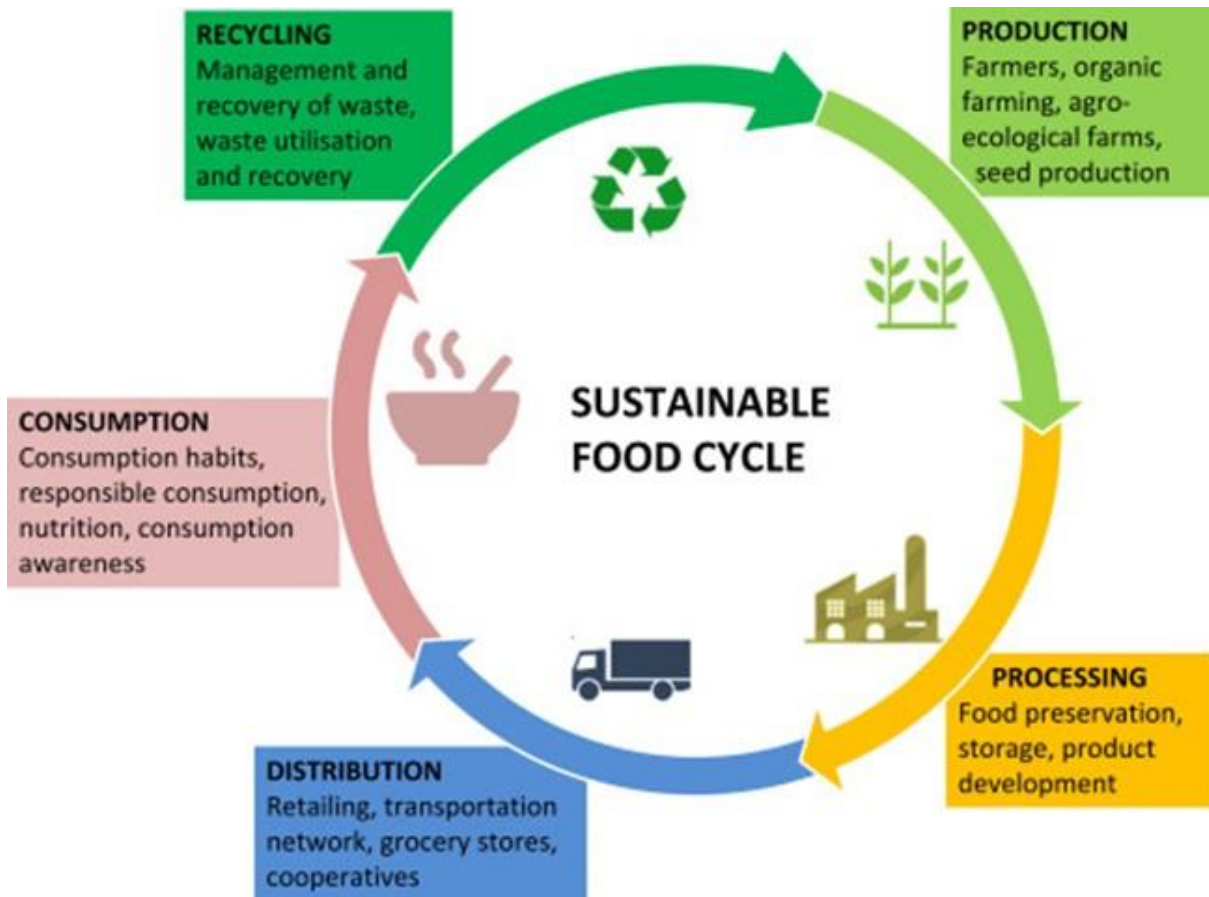 RECYCLING
Management and
recovery of waste,
waste utilisation
and recovery
PRODUCTION
Farmers, organic
farming, agro-
ecological farms,
seed production
SUSTAINABLE
FOOD CYCLE
CONSUMPTION
Consumption habits,
responsible consumption,
nutrition, consumption
awareness
PROCESSING
Food preservation,
storage, product
development
DISTRIBUTION
Retailing, transportation
network, grocery stores,
cooperatives